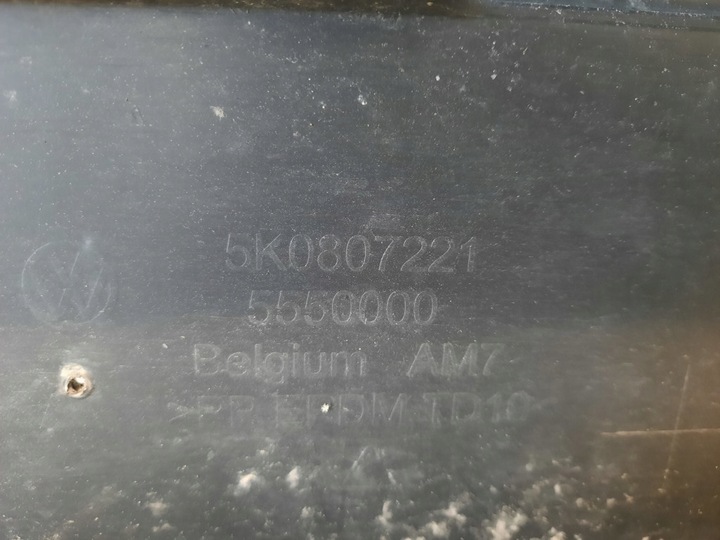 5K0807221
5550000
Belgium AM7
>PP EPDM TD10<